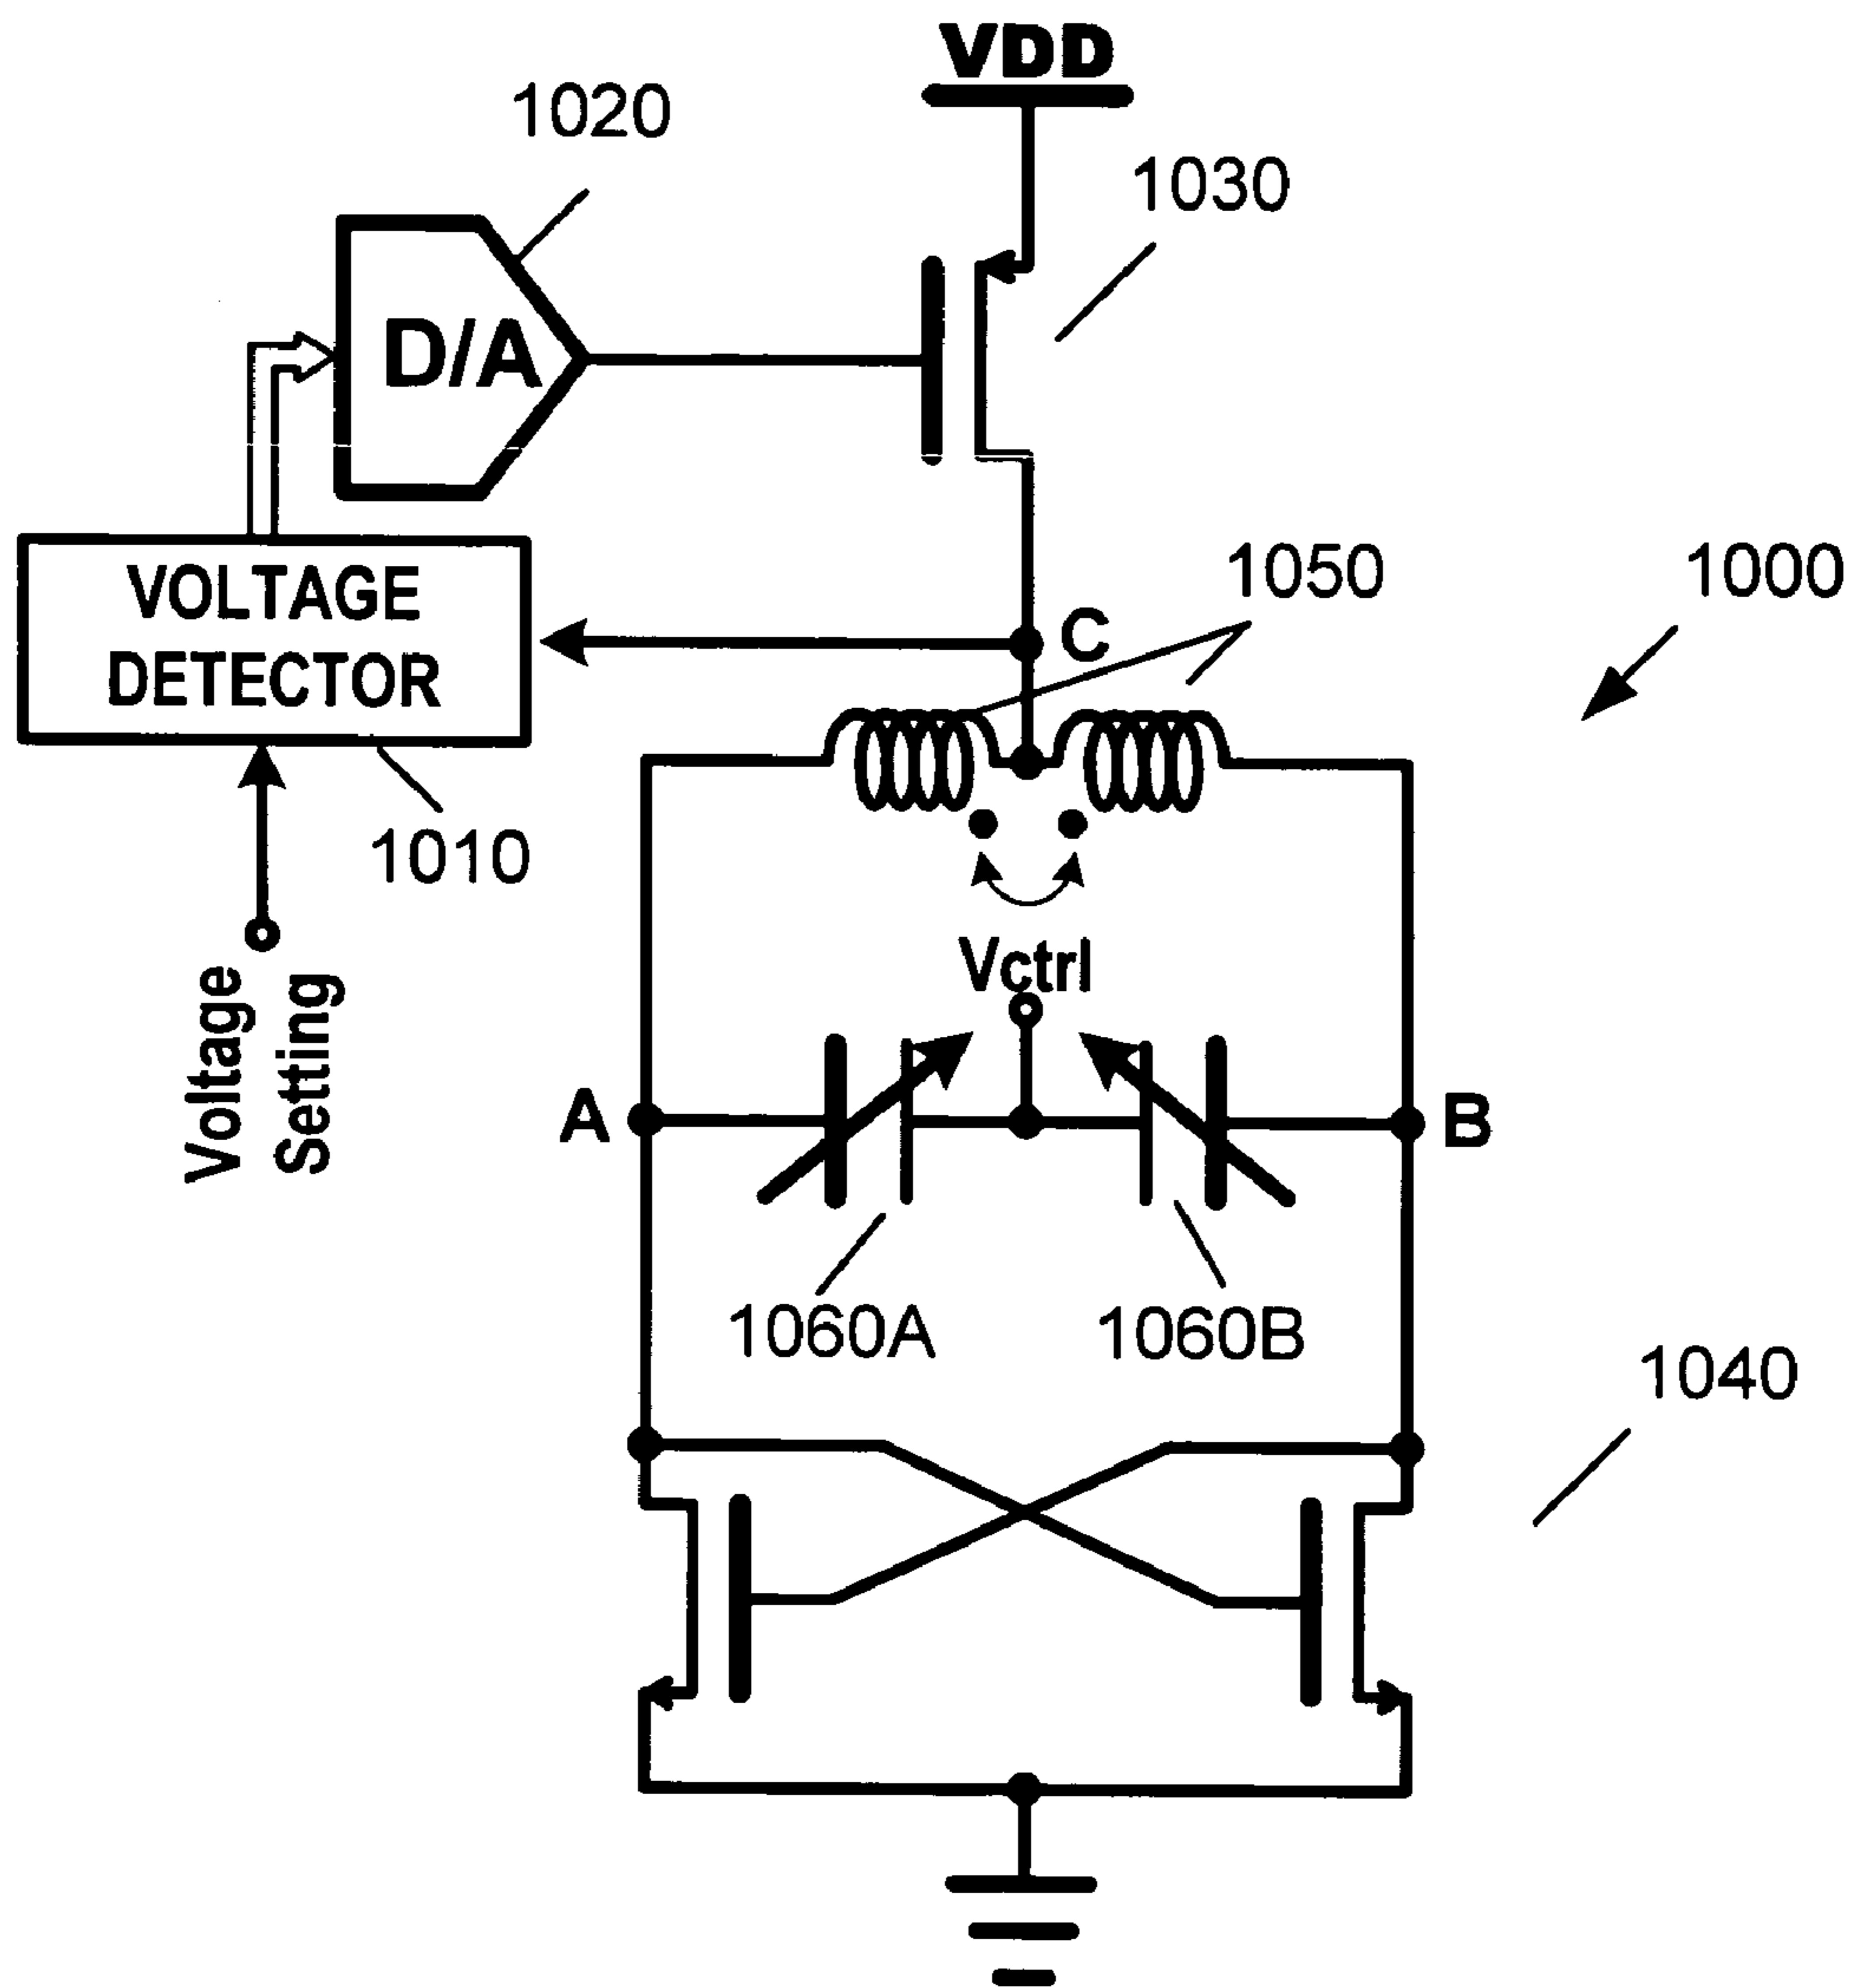 VDD
1020
1030
D/A
1050
1000
VOLTAGE
DETECTOR
C
1010
Vctrl
Voltage
Setting
A
B
1060A
1060B
1040